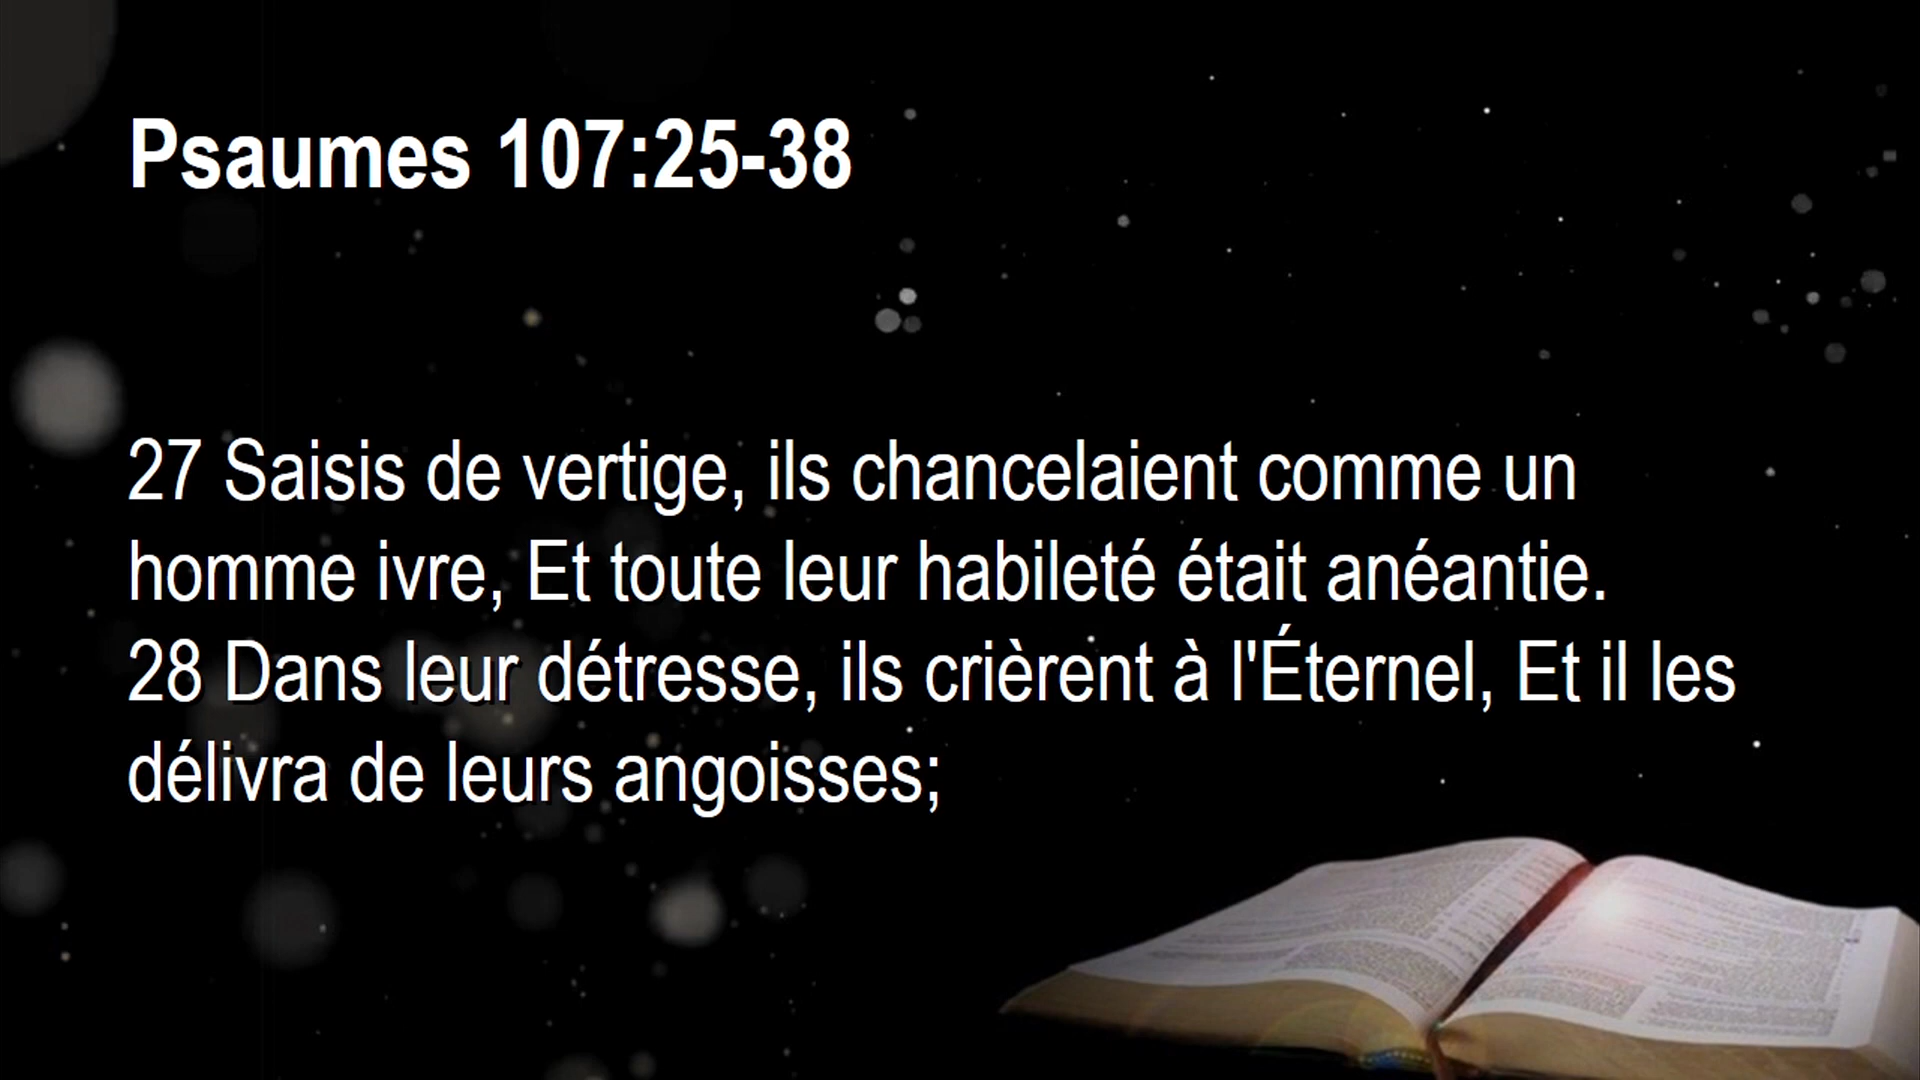 Psaumes 107:25-38
27 Saisis de vertige, ils chancelaient comme un
homme ivre, Et toute leur habileté était anéantie.
28 Dans leur détresse, ils crièrent à l'Éternel, Et il les
délivra de leurs angoisses;